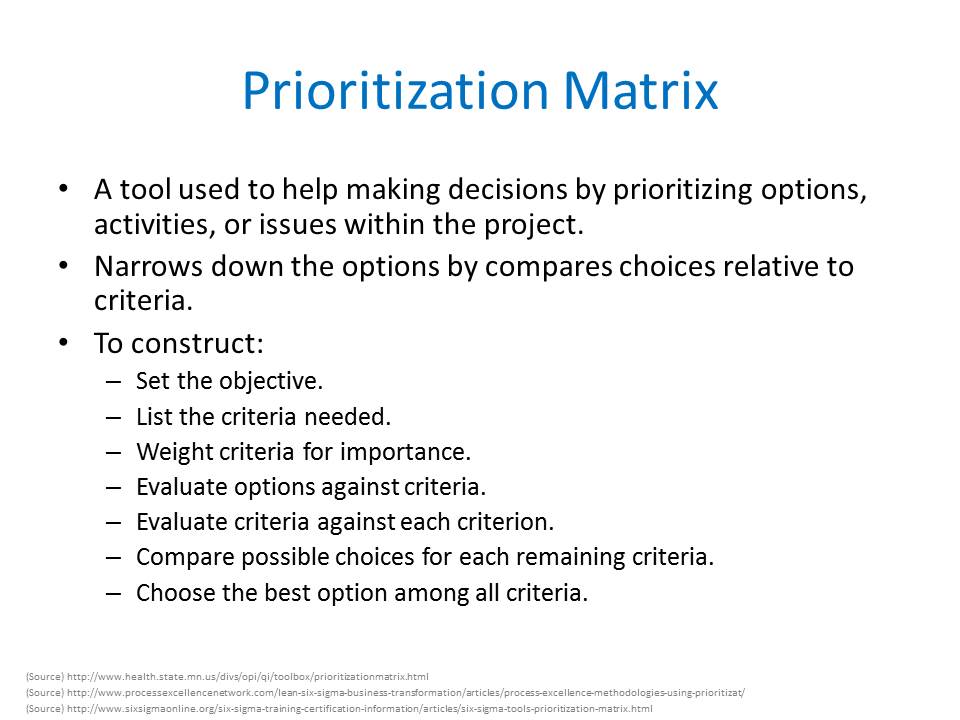 Prioritization Matrix
• A tool used to help making decisions by prioritizing options,
activities, or issues within the project.
• Narrows down the options by compares choices relative to
criteria.
• To construct:
– Set the objective.
– List the criteria needed.
– Weight criteria for importance.
– Evaluate options against criteria.
– Evaluate criteria against each criterion.
– Compare possible choices for each remaining criteria.
– Choose the best option among all criteria.
(Source) http://www.health.state.mn.us/divs/opi/qi/toolbox/prioritizationmatrix.html
(Source) http://www.processexcellencenetwork.com/lean-six-sigma-business-transformation/articles/process-excellence-methodologies-using-prioritizat/
(Source) http://www.sixsigmaonline.org/six-sigma-training-certification-information/articles/six-sigma-tools-prioritization-matrix.html